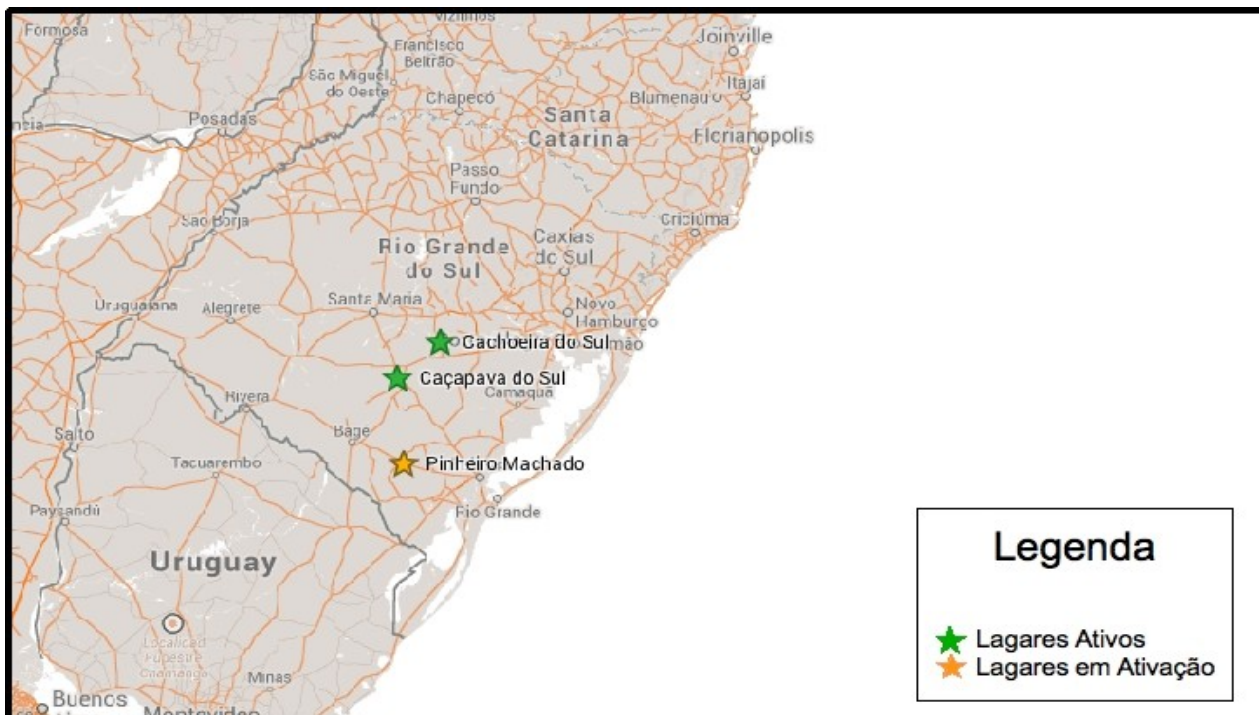 Formosa
Francisco
Beltrão
Joinville
São Miguel
do Oeste
Itajaí
Chapecó
Blumenau
Posadas
Santa
Catarina
Florianopolis
Passo
Fundo
Sao Borja
Criciúma
Caxias
do Sul
Rio Grande
do Sul
Santa Maria
Uruguaiana
Alegrete
Novo
Hamburgo
Cachoeira do Sul
Caçapava do Sul
Camaquã
Rivera
Bage
Salto
Tacuarembo
Pinheiro Machado
Rio Grande
Paysandú
Uruguay
Legenda
Lagares Ativos
Lagares em Ativação
Localidad
Minas
Buenos
Montevideo